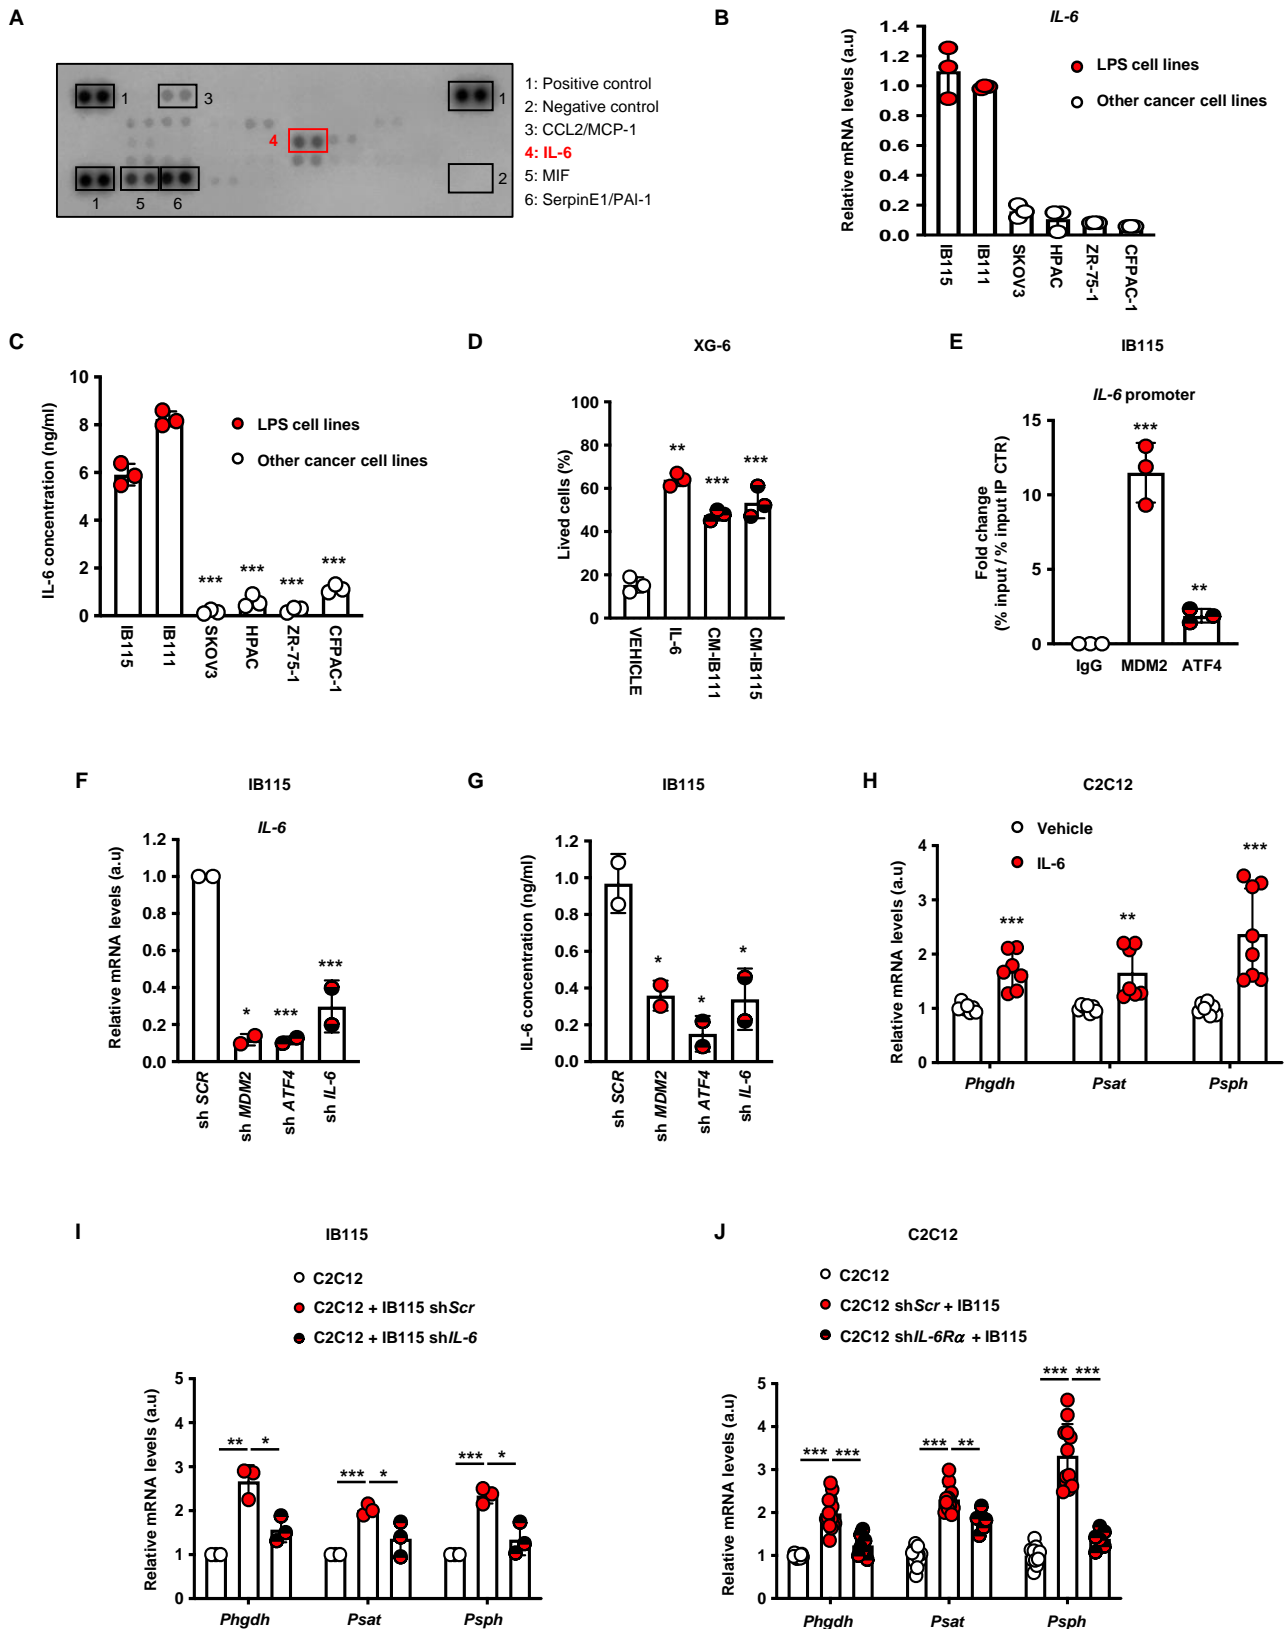 A
1
3
1
4
2
1
5
6
1: Positive control
2: Negative control
3: CCL2/MCP-1
4: IL-6
5: MIF
6: SerpinE1/PAI-1
B
IL-6
Relative mRNA levels (a.u)
1.4
1.2
1.0
0.8
0.6
0.4
0.2
0.0
LPS cell lines
Other cancer cell lines
IB115
IB111
SKOV3
HPAC
ZR-75-1
CFPAC-1
C
IL-6 concentration (ng/ml)
10
8
6
4
2
0
LPS cell lines
Other cancer cell lines
***
***
***
***
IB115
IB111
SKOV3
HPAC
ZR-75-1
CFPAC-1
D
XG-6
Lived cells (%)
100
80
60
40
20
0
**
***
***
VEHICLE
IL-6
CM-IB111
CM-IB115
E
IB115
IL-6 promoter
Fold change
(% input / % input IP CTR)
15
10
5
0
***
**
IgG
MDM2
ATF4
F
IB115
IL-6
Relative mRNA levels (a.u)
1.2
1.0
0.8
0.6
0.4
0.2
0.0
*
***
***
sh SCR
sh MDM2
sh ATF4
sh IL-6
G
IB115
IL-6 concentration (ng/ml)
1.2
1.0
0.8
0.6
0.4
0.2
0.0
*
*
*
sh SCR
sh MDM2
sh ATF4
sh IL-6
H
C2C12
Vehicle
IL-6
Relative mRNA levels (a.u)
4
3
2
1
0
***
**
***
Phgdh
Psat
Psph
I
IB115
C2C12
C2C12 + IB115 shScr
C2C12 + IB115 shIL-6
Relative mRNA levels (a.u)
5
4
3
2
1
0
** *
*** *
*** *
Phgdh
Psat
Psph
J
C2C12
C2C12
C2C12 shScr + IB115
C2C12 shIL-6Rα + IB115
Relative mRNA levels (a.u)
5
4
3
2
1
0
*** ***
*** **
*** ***
Phgdh
Psat
Psph